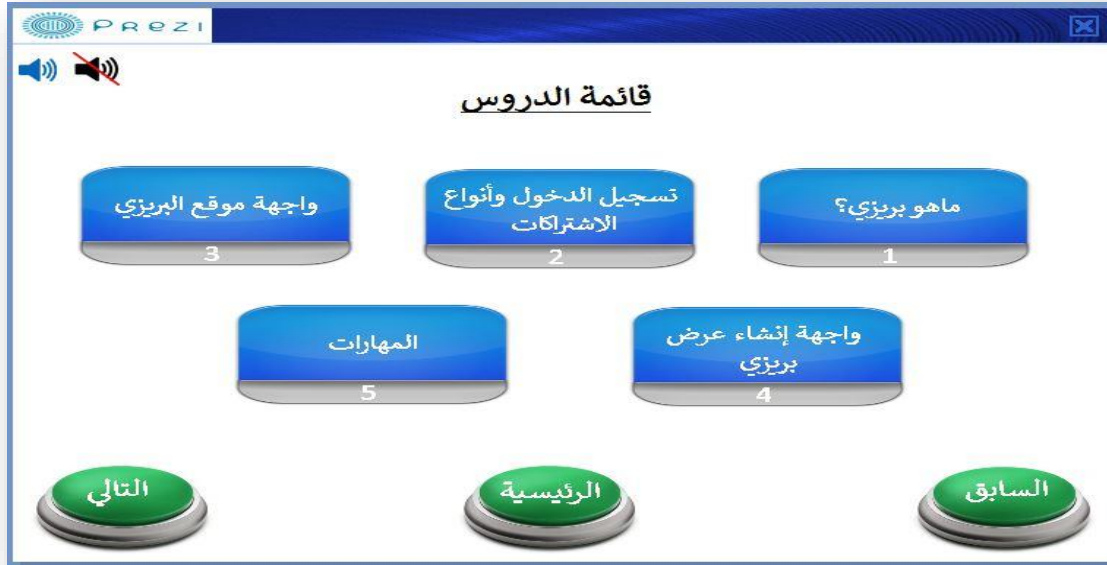 PREZI
قائمة الدروس
ماهو بريزي؟
1
تسجيل الدخول وأنواع
الاشتراكات
2
واجهة موقع البريزي
3
واجهة إنشاء عرض
بريزي
4
المهارات
5
السابق
الرئيسية
التالي